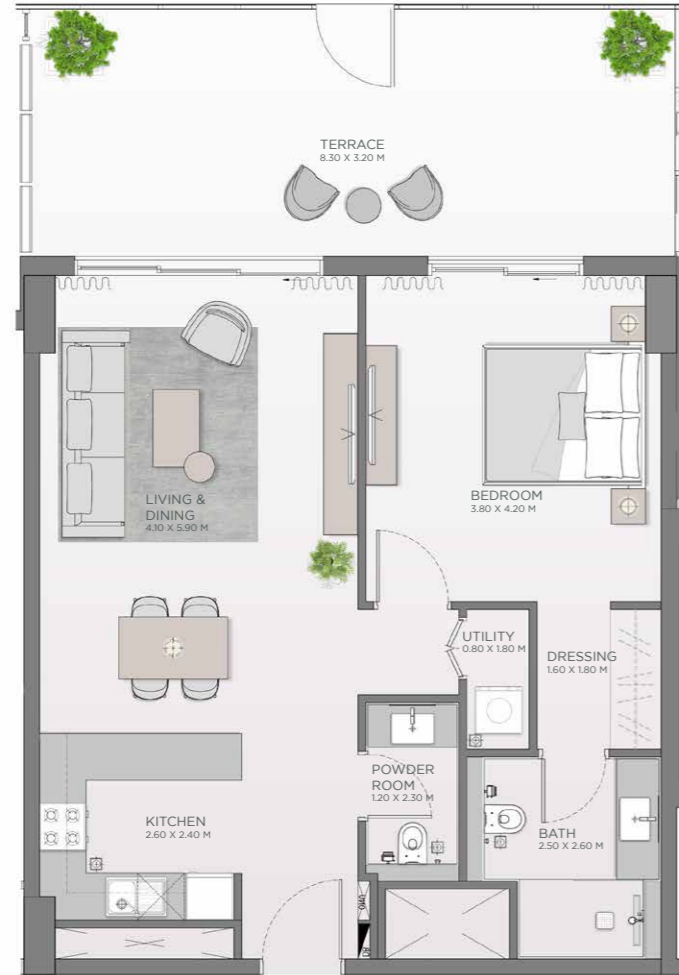 TERRACE
8.30 X 3.20 M
LIVING &
DINING
4.10 X 5.90 M
BEDROOM
3.80 X 4.20 M
UTILITY
0.80 X 1.80 M
DRESSING
1.60 X 1.80 M
POWDER
ROOM
1.20 X 2.30 M
KITCHEN
2.60 X 2.40 M
BATH
2.50 X 2.60 M